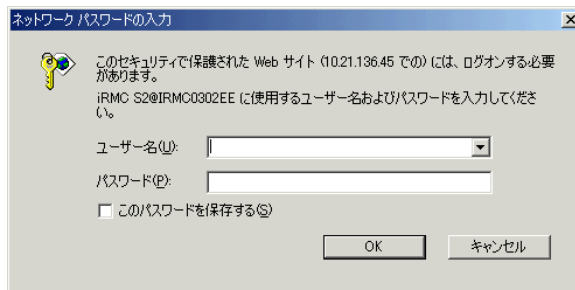 ネットワーク パスワードの入力
このセキュリティで保護された Web サイト (10.21.136.45 での) には、ログオンする必要
があります。
iRMC S2@IRMC0302EE に使用するユーザー名およびパスワードを入力してくださ
い。
ユーザー名(U):
パスワード(P):
このパスワードを保存する(S)
OK キャンセル